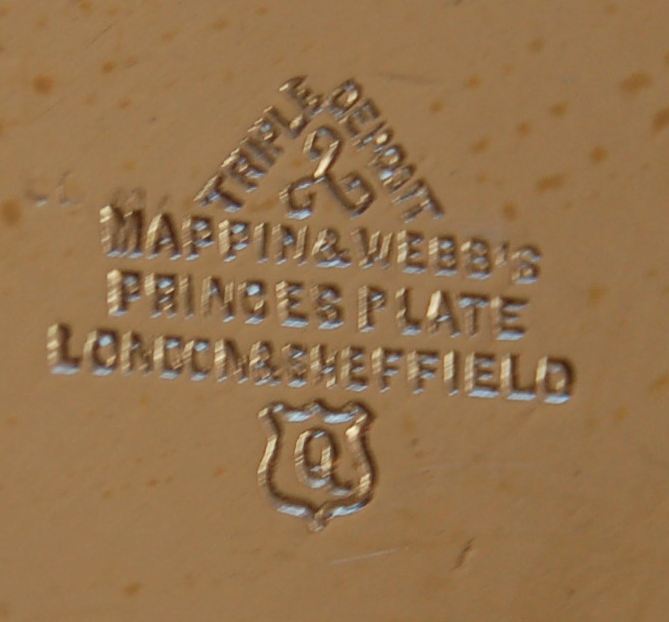 TRIPLE DEPOSIT
MAPPIN & WEBB'S
PRINCES PLATE
LONDON & SHEFFIELD
Q